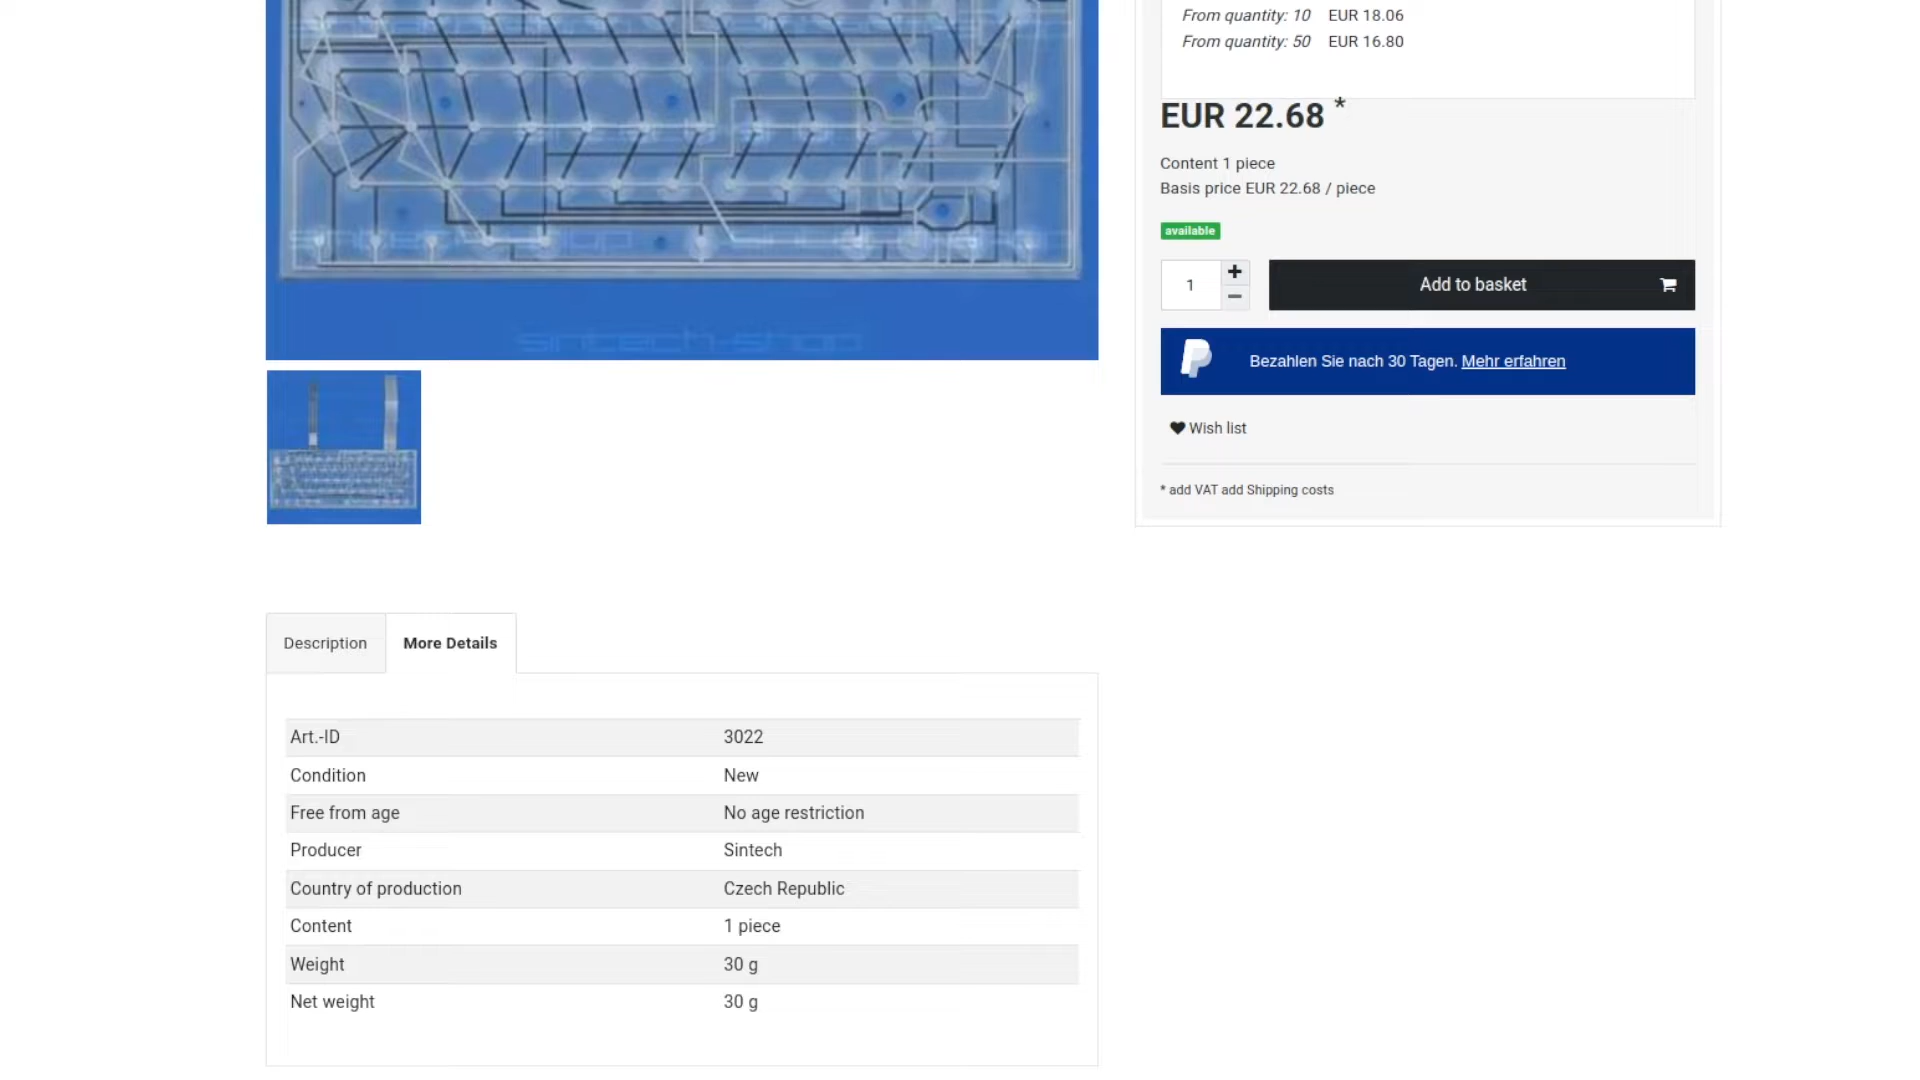 From quantity: 10 EUR 18.06
From quantity: 50 EUR 16.80
EUR 22.68 *
Content 1 piece
Basis price EUR 22.68 / piece
available
1 + −
Add to basket
Bezahlen Sie nach 30 Tagen. Mehr erfahren
Wish list
* add VAT add Shipping costs
sintech-shop
Description
More Details
Art.-ID 3022
Condition New
Free from age No age restriction
Producer Sintech
Country of production Czech Republic
Content 1 piece
Weight 30 g
Net weight 30 g